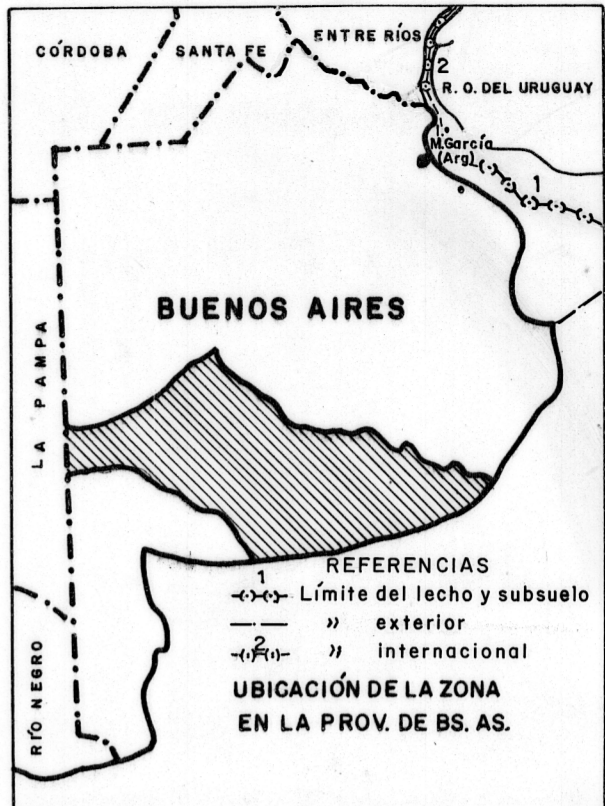 CÓRDOBA
SANTA FE
ENTRE RÍOS
2
R. O. DEL URUGUAY
M. García
(Arg)
1
BUENOS AIRES
LA PAMPA
RÍO NEGRO
REFERENCIAS
1
Límite del lecho y subsuelo
" exterior
2
" internacional
UBICACIÓN DE LA ZONA
EN LA PROV. DE BS. AS.